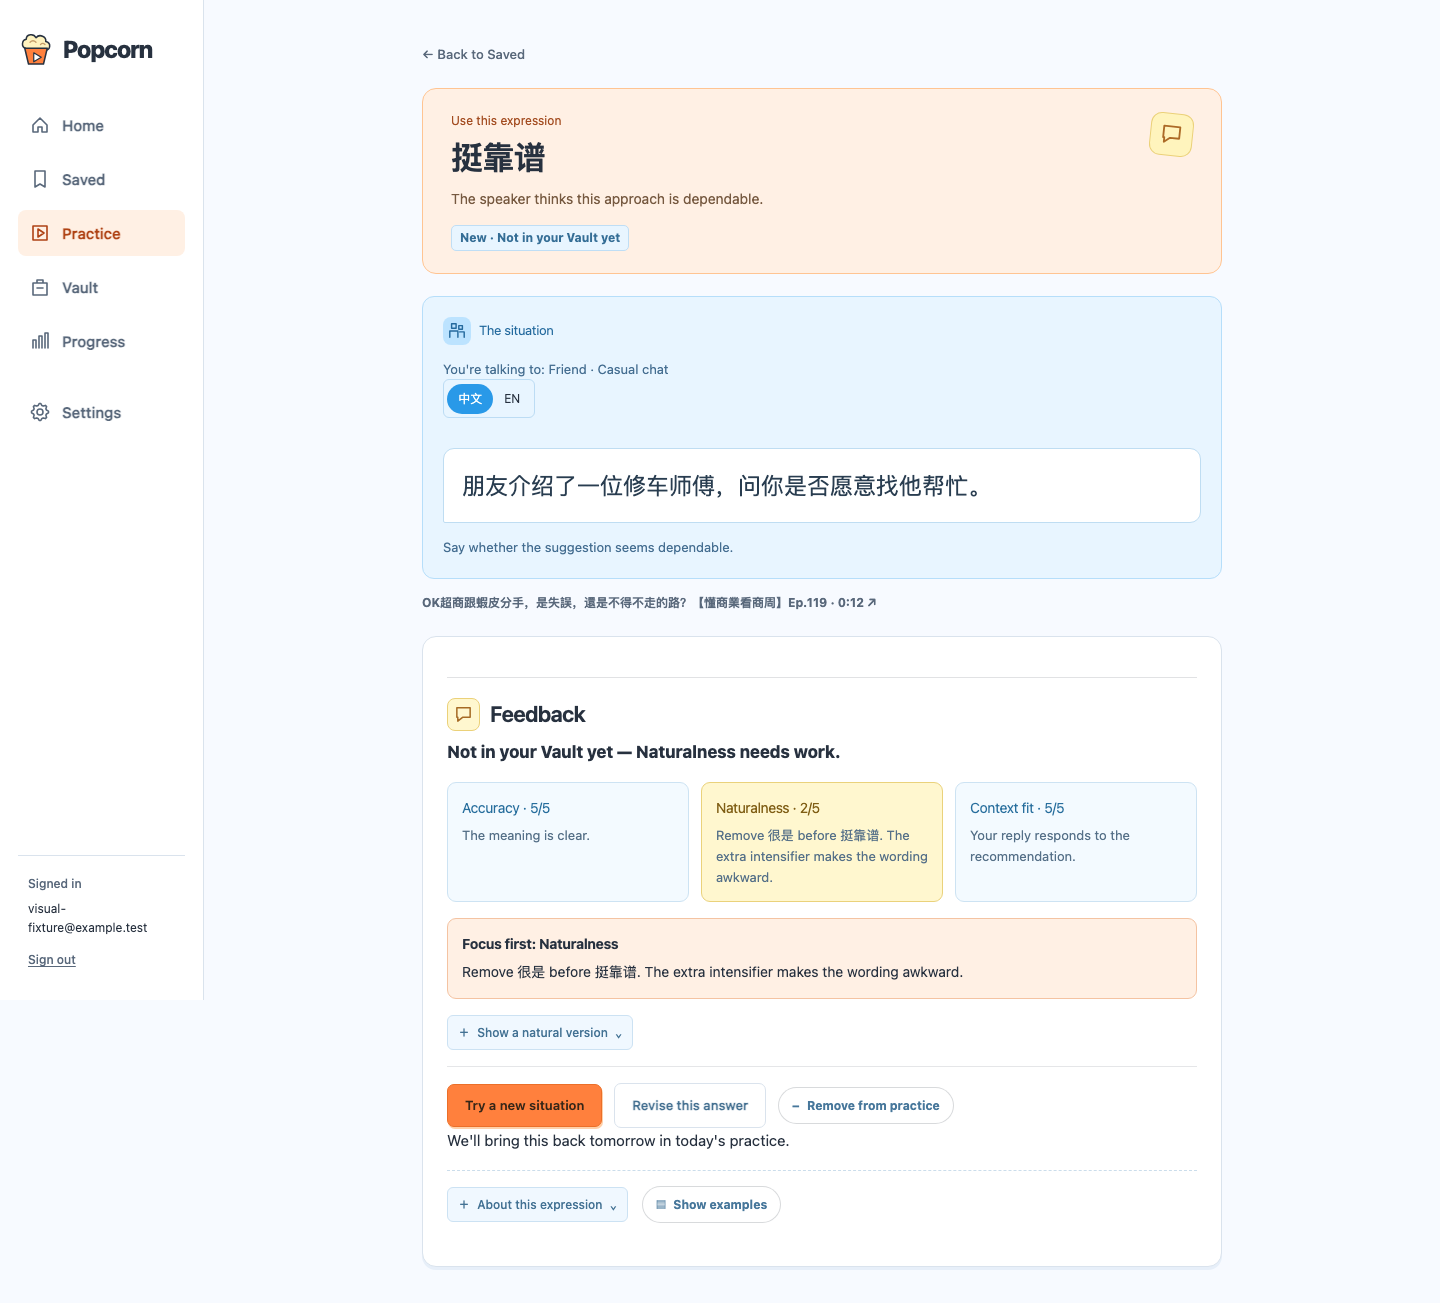 Popcorn
Home
Saved
Practice
Vault
Progress
Settings
Signed in
visual-
fixture@example.test
Sign out
← Back to Saved
Use this expression
挺靠谱
The speaker thinks this approach is dependable.
New · Not in your Vault yet
The situation
You're talking to: Friend · Casual chat
中文 EN
朋友介绍了一位修车师傅，问你是否愿意找他帮忙。
Say whether the suggestion seems dependable.
OK超商跟蝦皮分手，是失誤，還是不得不走的路？【懂商業看商周】Ep.119 · 0:12 ↗
Feedback
Not in your Vault yet — Naturalness needs work.
Accuracy · 5/5
The meaning is clear.
Naturalness · 2/5
Remove 很是 before 挺靠谱. The
extra intensifier makes the wording
awkward.
Context fit · 5/5
Your reply responds to the
recommendation.
Focus first: Naturalness
Remove 很是 before 挺靠谱. The extra intensifier makes the wording awkward.
+ Show a natural version ⌄
Try a new situation
Revise this answer
− Remove from practice
We'll bring this back tomorrow in today's practice.
+ About this expression ⌄
Show examples